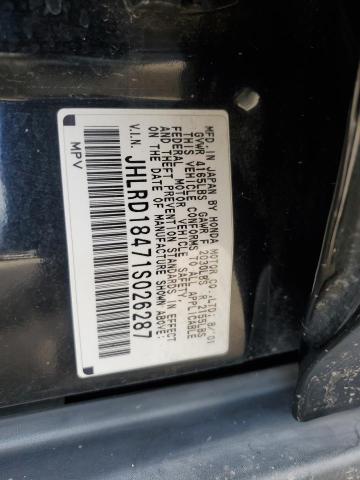 MFD. IN JAPAN BY HONDA MOTOR CO., LTD. 8/01
GVWR 4165LBS GAWR F 2030LBS R 2155LBS
THIS VEHICLE CONFORMS TO ALL APPLICABLE
FEDERAL MOTOR VEHICLE SAFETY
AND THEFT PREVENTION STANDARDS IN EFFECT
ON THE DATE OF MANUFACTURE SHOWN ABOVE.
V.I.N. JHLRD18471S026287
MPV